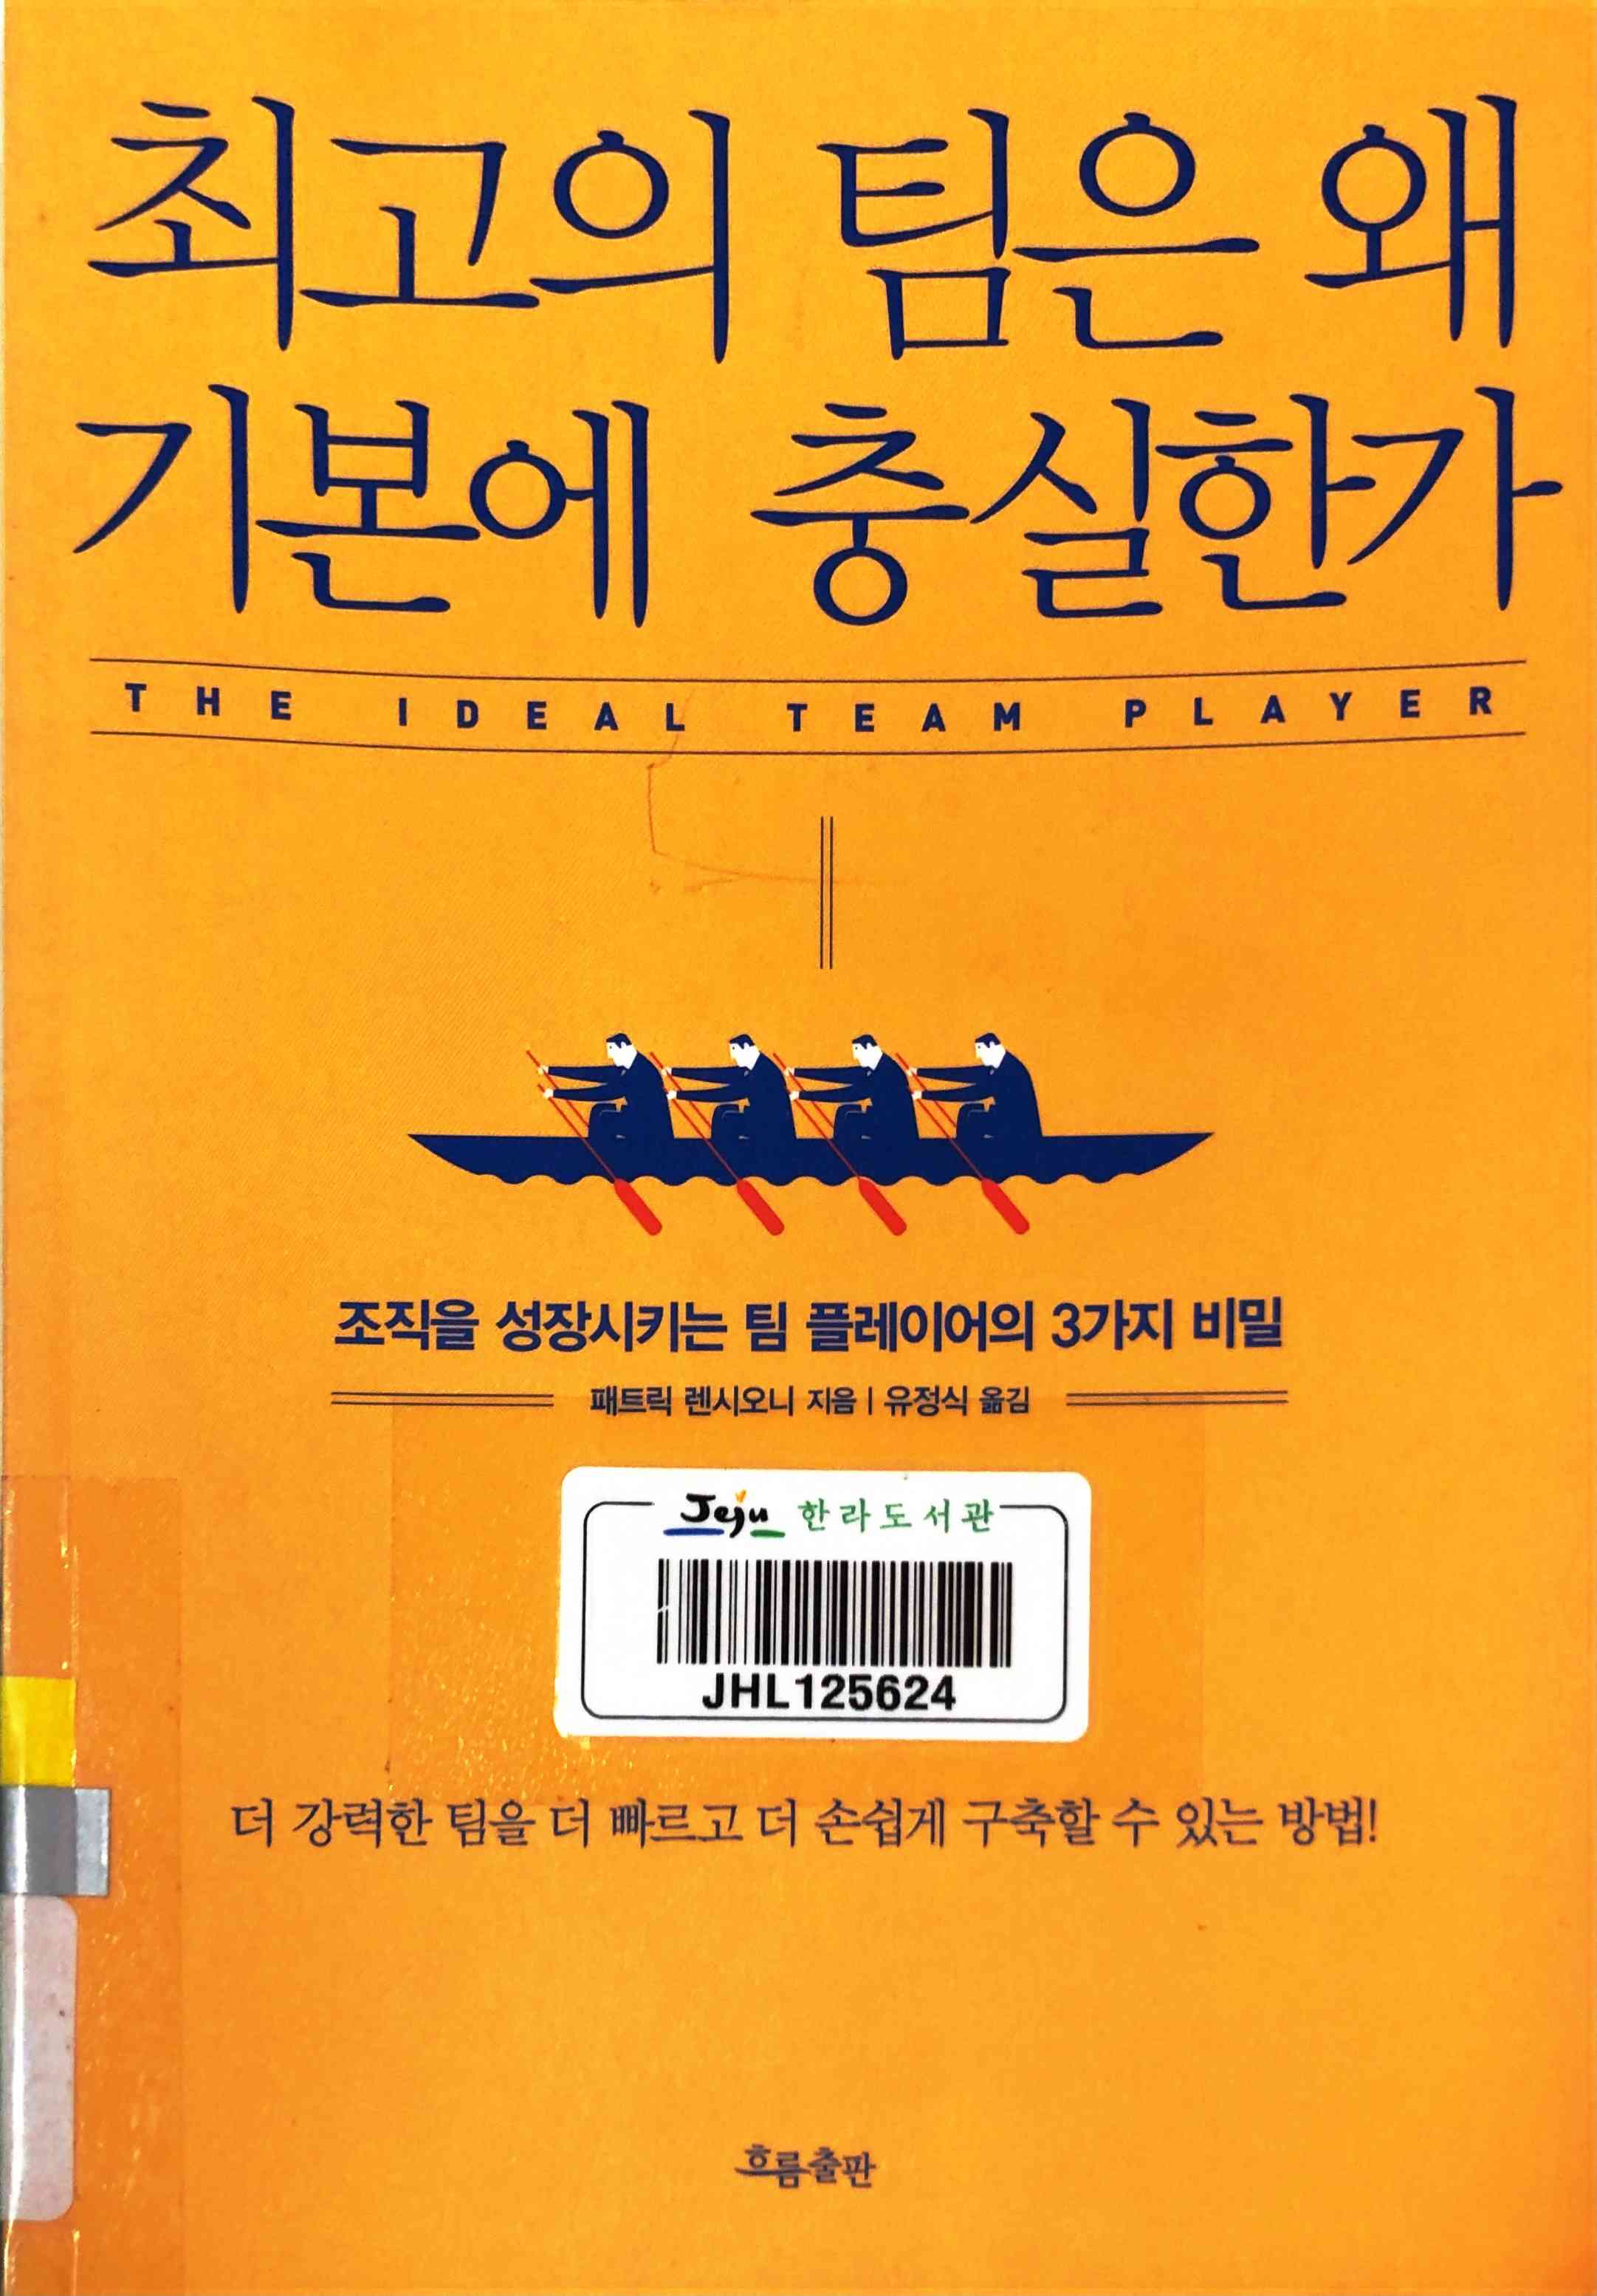 최고의 팀은 왜
기본에 충실한가
THE IDEAL TEAM PLAYER
조직을 성장시키는 팀 플레이어의 3가지 비밀
패트릭 렌시오니 지음 | 유정식 옮김
Jeju 한라도서관
JHL125624
더 강력한 팀을 더 빠르고 더 손쉽게 구축할 수 있는 방법!
흐름출판